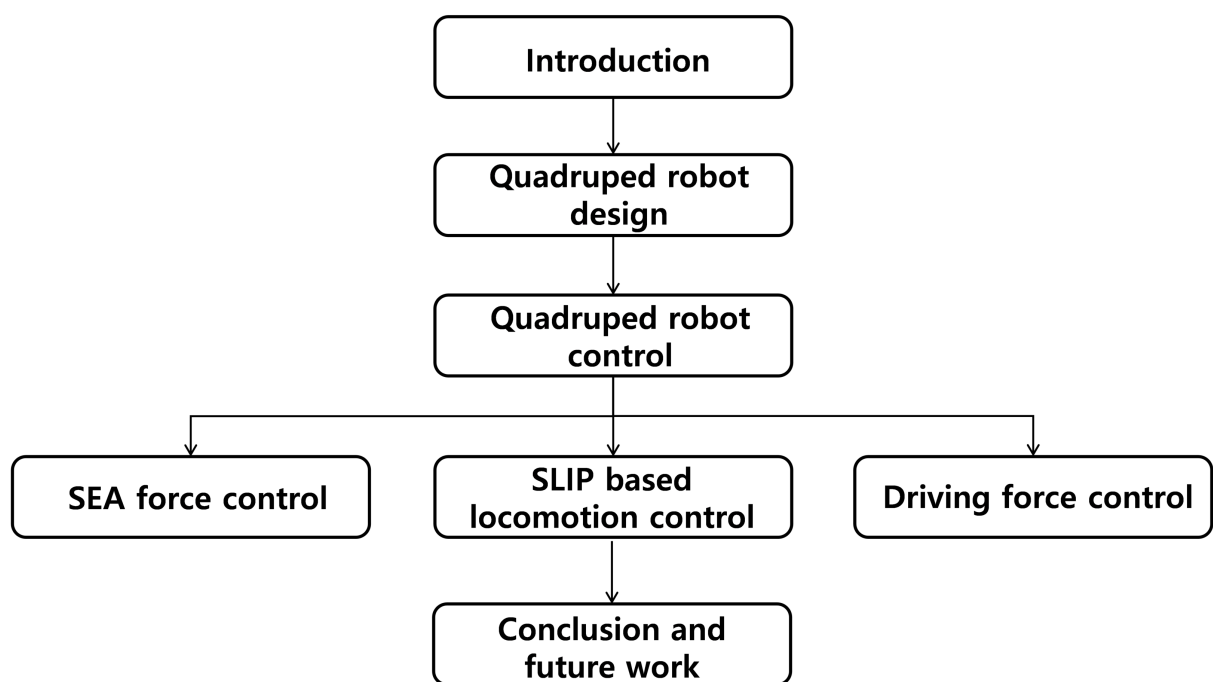 Introduction
Quadruped robot
design
Quadruped robot
control
SEA force control
SLIP based
locomotion control
Driving force control
Conclusion and
future work